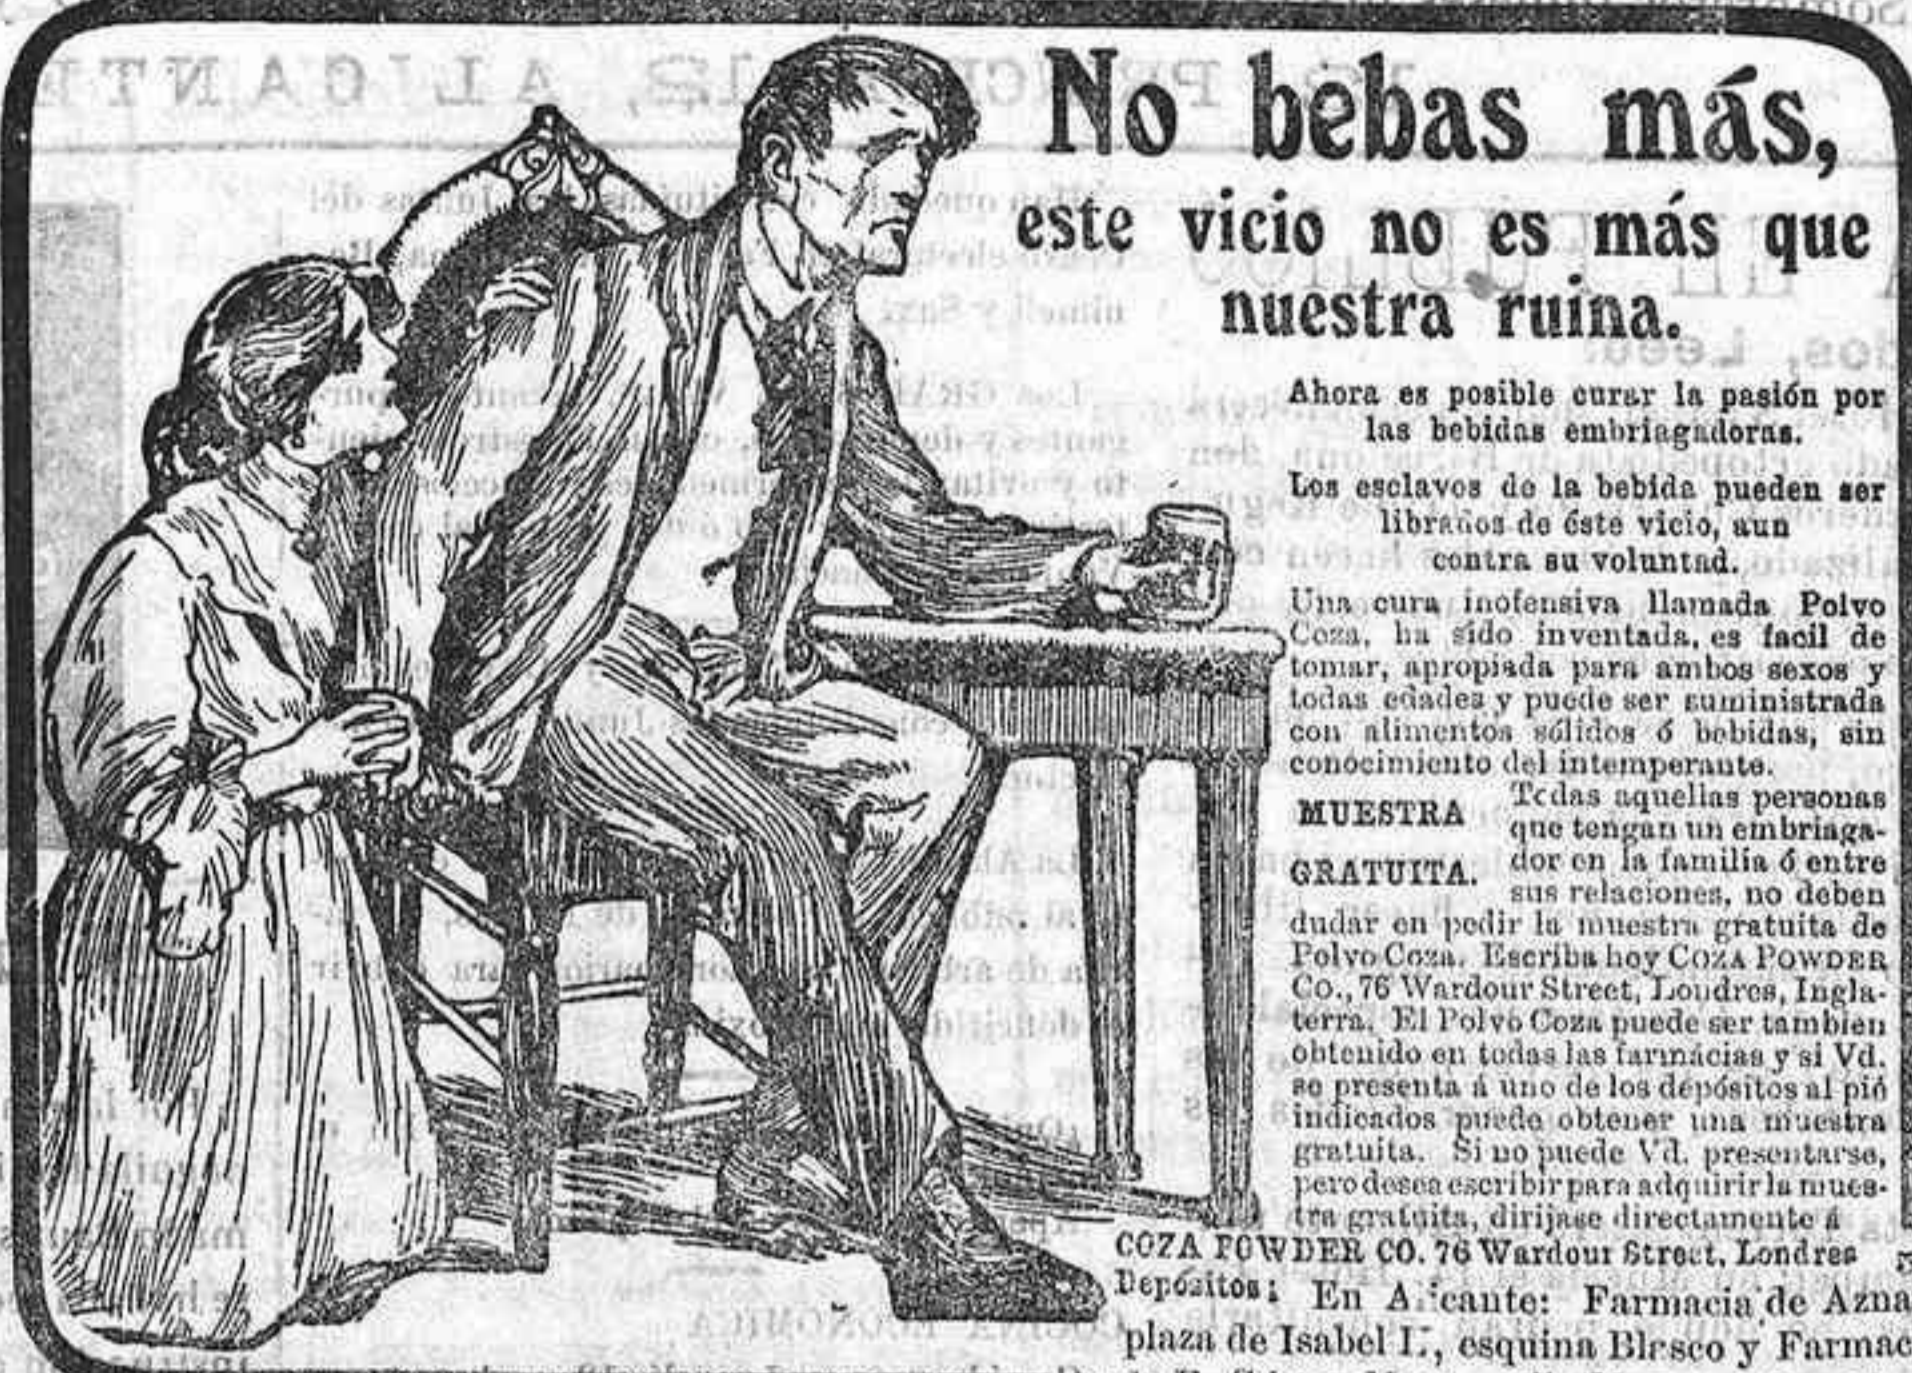 No bebas más,
este vicio no es más que
nuestra ruina.
Ahora es posible curar la pasión por
las bebidas embriagadoras.
Los esclavos de la bebida pueden ser
librados de éste vicio, aun
contra su voluntad.
Una cura inofensiva llamada Polvo
Coza, ha sido inventada, es facil de
tomar, apropiada para ambos sexos y
todas edades y puede ser suministrada
con alimentos sólidos ó bebidas, sin
conocimiento del intemperante.
MUESTRA
GRATUITA.
Todas aquellas personas
que tengan un embriaga-
dor en la familia ó entre
sus relaciones, no deben
dudar en pedir la muestra gratuita de
Polvo Coza. Escriba hoy COZA POWDER
CO., 76 Wardour Street, Londres, Ingla-
terra. El Polvo Coza puede ser tambien
obtenido en todas las farmácias y si Vd.
se presenta á uno de los depósitos al pié
indicados puede obtener una muestra
gratuita. Si no puede Vd. presentarse,
pero desea escribir para adquirir la mues-
tra gratuita, dirijase directamente á
COZA POWDER CO. 76 Wardour Street, Londres
Depósitos: En Alicante: Farmacia de Azna
plaza de Isabel I., esquina Blasco y Farmac